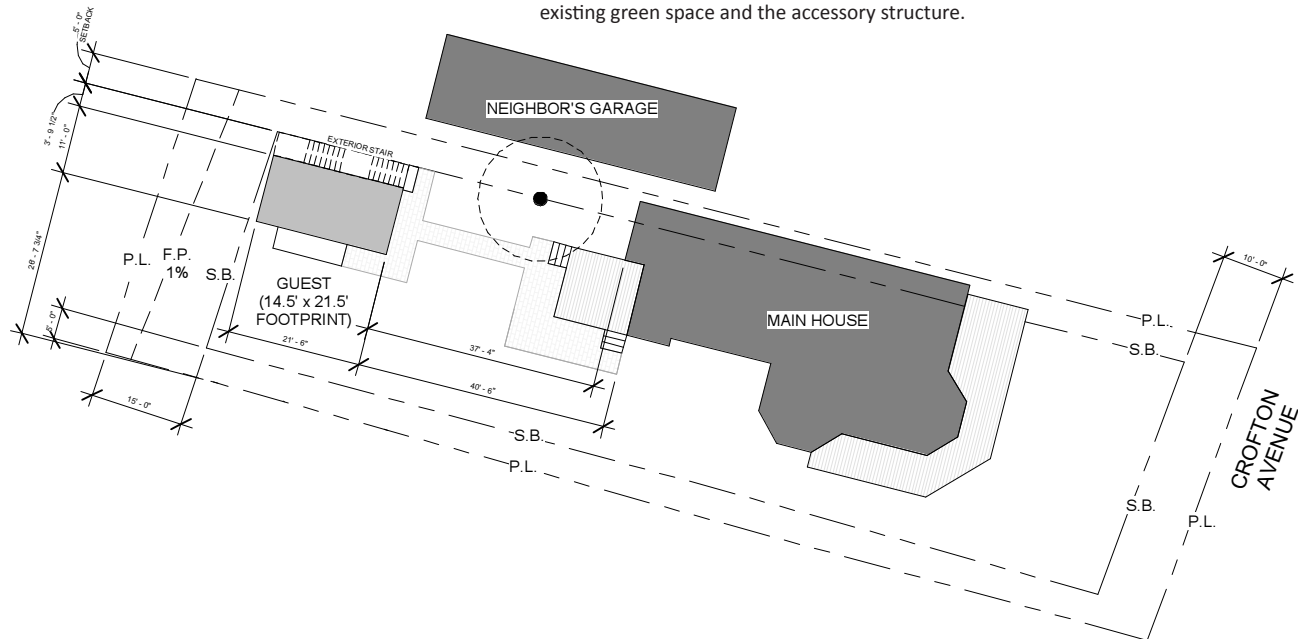 existing green space and the accessory structure.
5' - 0"
SETBACK
3' - 9 1/2"
11' - 0"
NEIGHBOR'S GARAGE
EXTERIOR STAIR
28' - 7 3/4"
5' - 0"
P.L.
F.P.
1%
S.B.
GUEST
(14.5' x 21.5'
FOOTPRINT)
21' - 6"
37' - 4"
40' - 6"
15' - 0"
MAIN HOUSE
10' - 0"
P.L.
S.B.
S.B.
P.L.
S.B.
P.L.
CROFTON
AVENUE